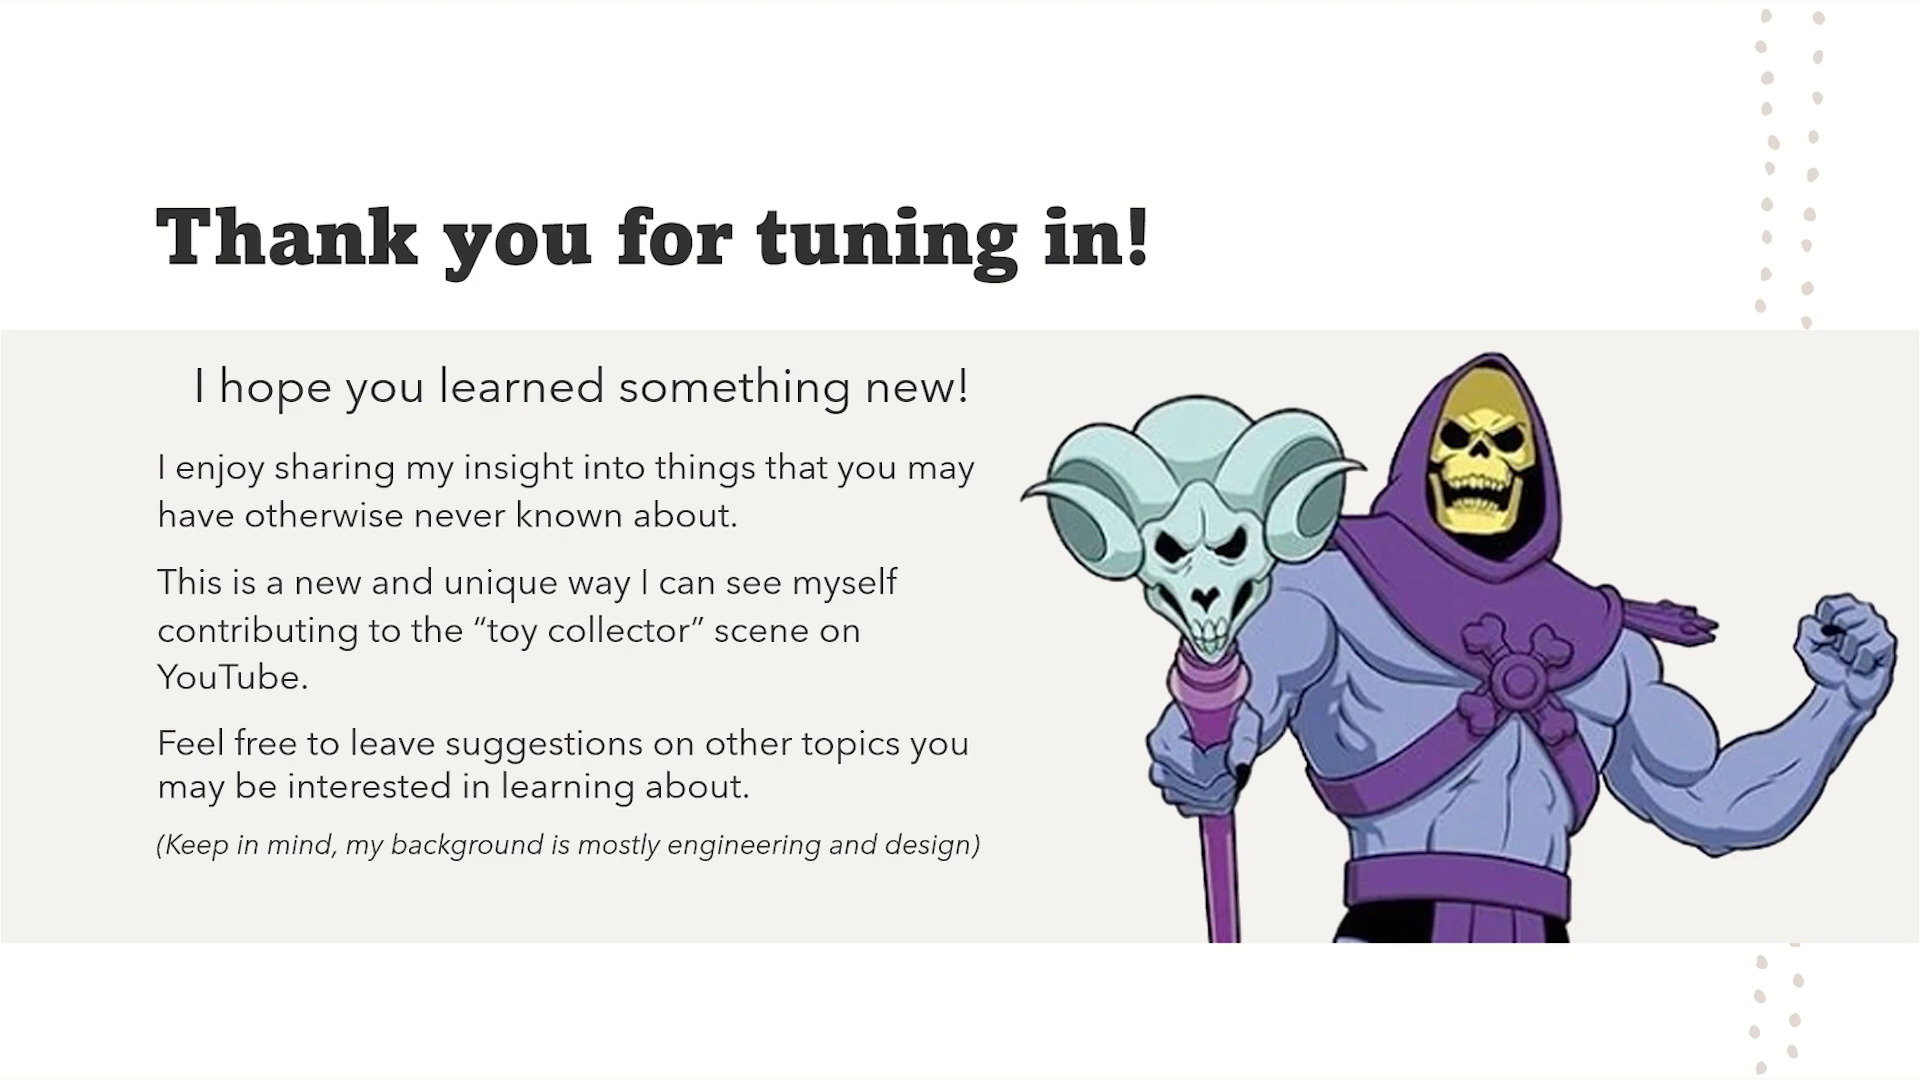 Thank you for tuning in!
I hope you learned something new!
I enjoy sharing my insight into things that you may
have otherwise never known about.
This is a new and unique way I can see myself
contributing to the “toy collector” scene on
YouTube.
Feel free to leave suggestions on other topics you
may be interested in learning about.
(Keep in mind, my background is mostly engineering and design)